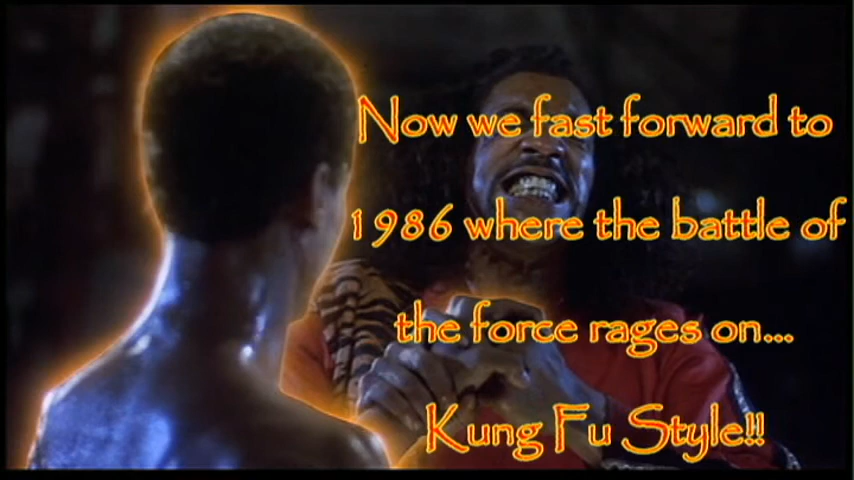 Now we fast forward to
1986 where the battle of
the force rages on...
Kung Fu Style!!